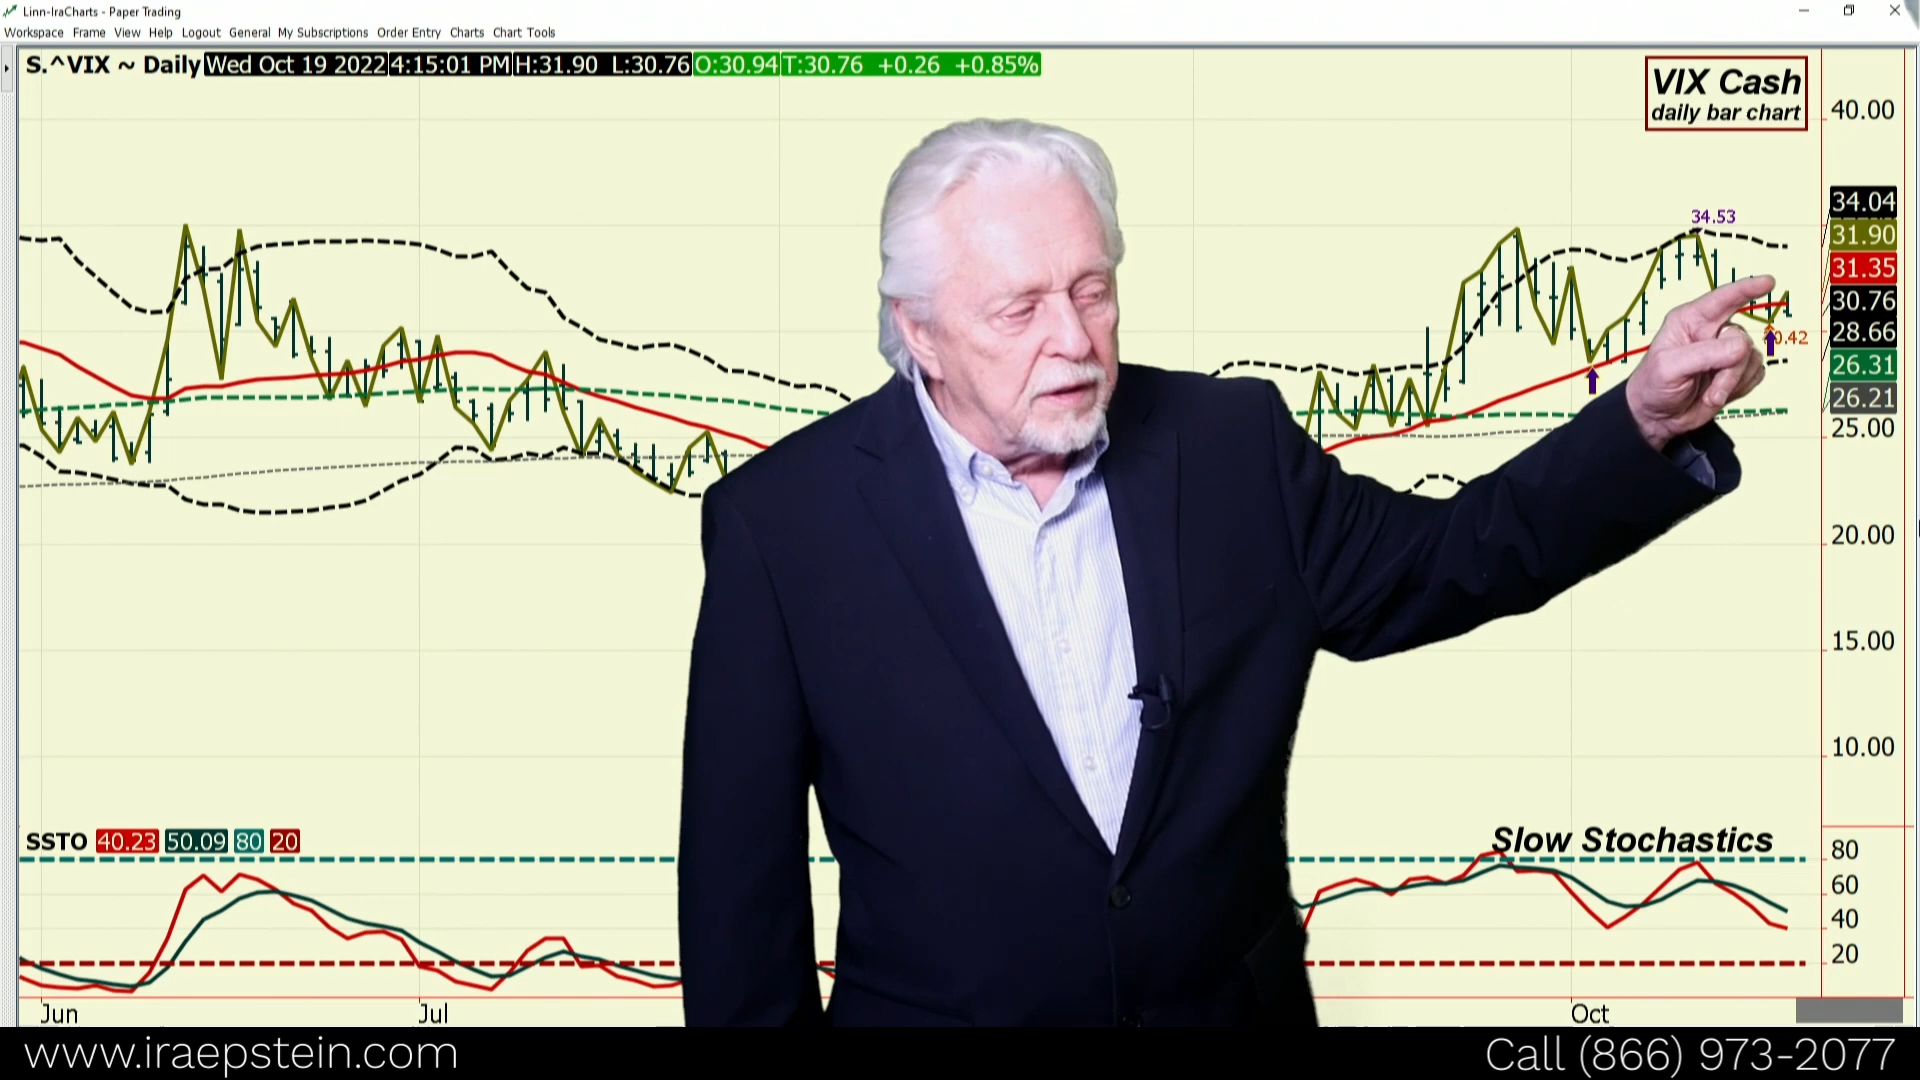 Linn-IraCharts - Paper Trading
Workspace Frame View Help Logout General My Subscriptions Order Entry Charts Chart Tools
S.^VIX ~ Daily Wed Oct 19 2022 4:15:01 PM H:31.90 L:30.76 O:30.94 T:30.76 +0.26 +0.85%
VIX Cash
daily bar chart
40.00
34.04
34.53
31.90
31.35
30.76
28.66
26.31
26.21
25.00
20.00
15.00
10.00
SSTO 40.23 50.09 80 20
Slow Stochastics
80
60
40
20
Jun Jul Oct
www.iraepstein.com Call (866) 973-2077